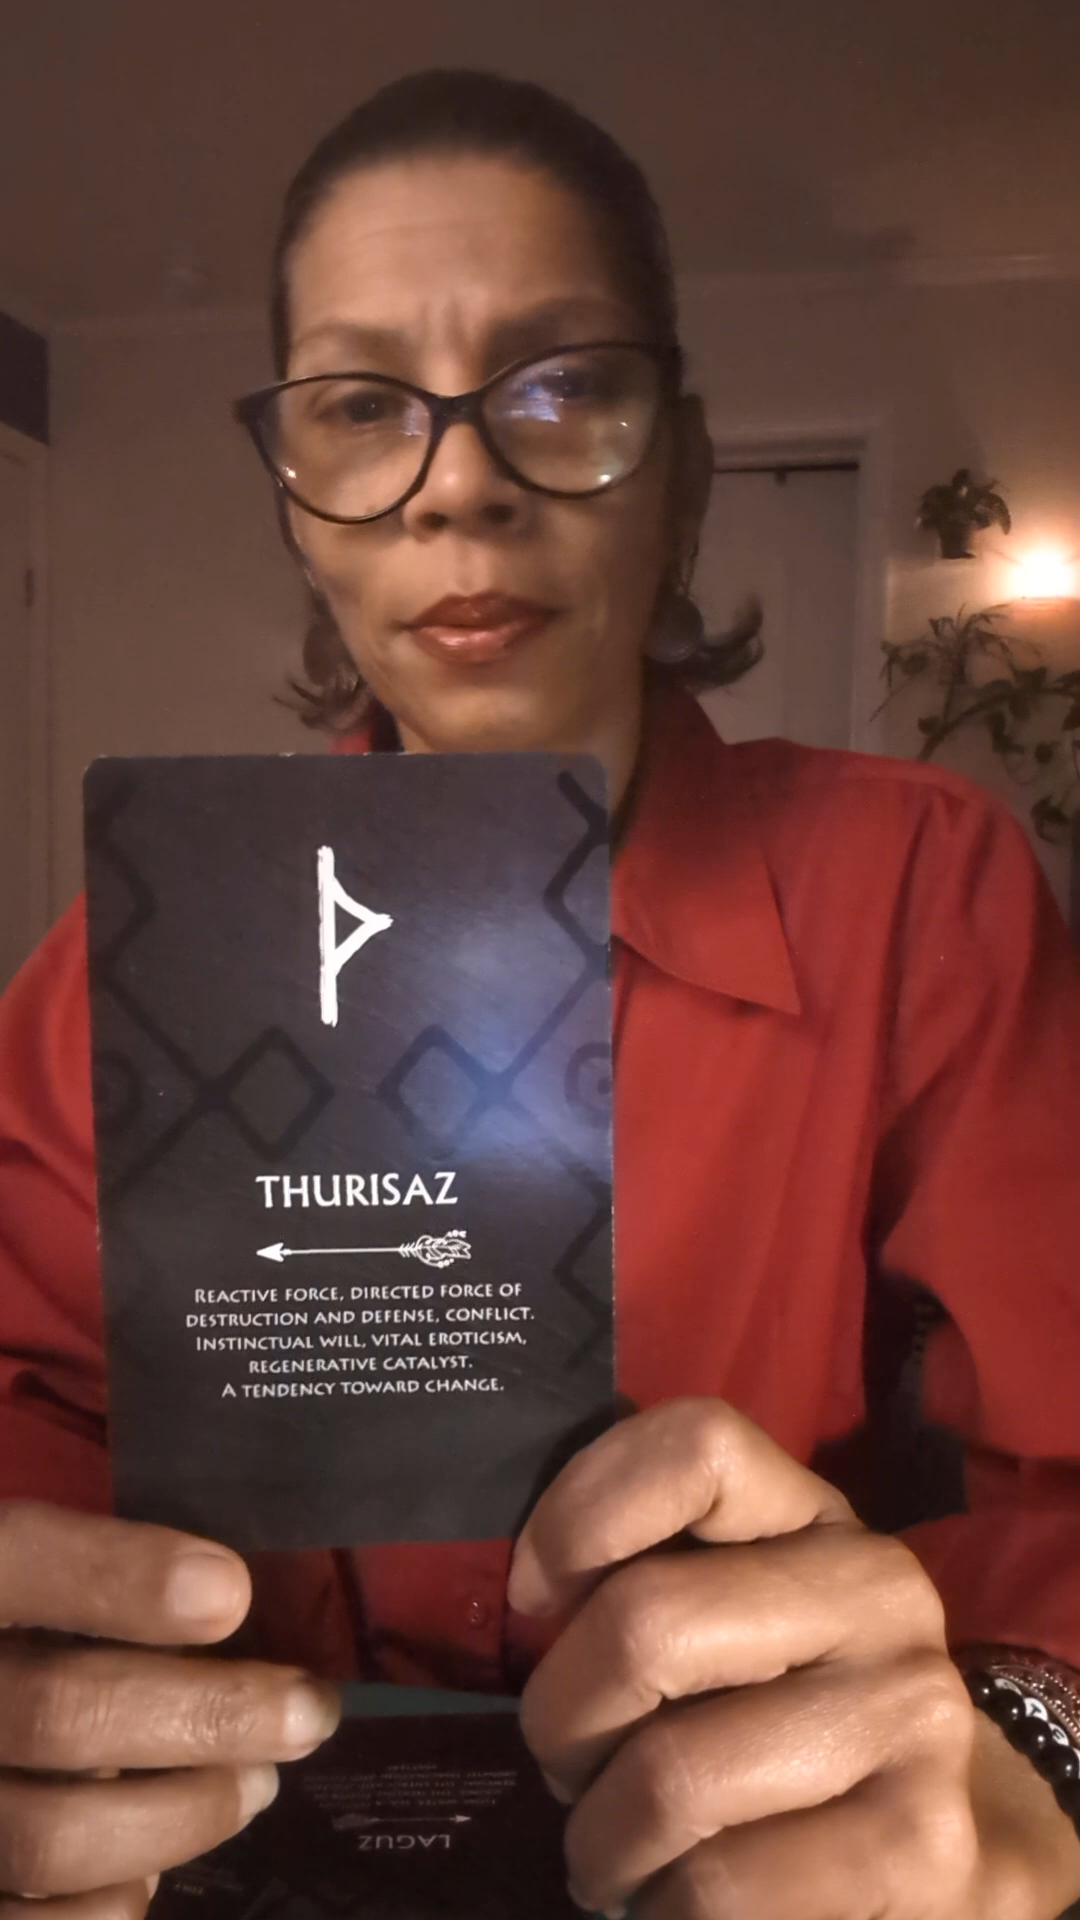 ᚦ
THURISAZ
REACTIVE FORCE, DIRECTED FORCE OF
DESTRUCTION AND DEFENSE, CONFLICT.
INSTINCTUAL WILL, VITAL EROTICISM,
REGENERATIVE CATALYST.
A TENDENCY TOWARD CHANGE.
LAGUZ